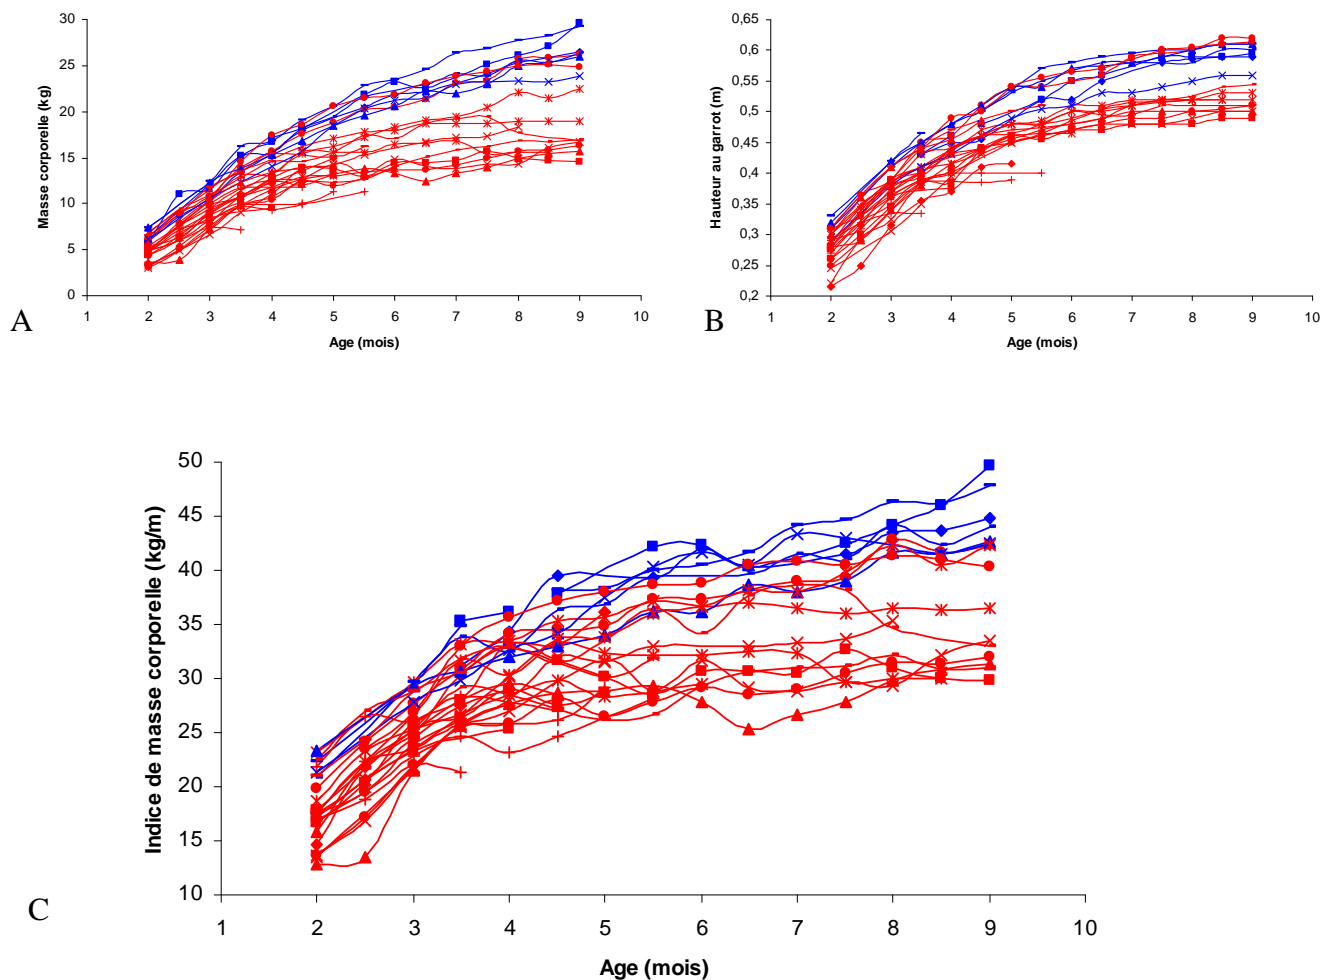 Masse corporelle (kg)
30
25
20
15
10
5
0
1 2 3 4 5 6 7 8 9 10
Age (mois)
A
Hauteur au garrot (m)
0,65
0,6
0,55
0,5
0,45
0,4
0,35
0,3
0,25
0,2
1 2 3 4 5 6 7 8 9 10
Age (mois)
B
Indice de masse corporelle (kg/m)
50
45
40
35
30
25
20
15
10
1 2 3 4 5 6 7 8 9 10
Age (mois)
C